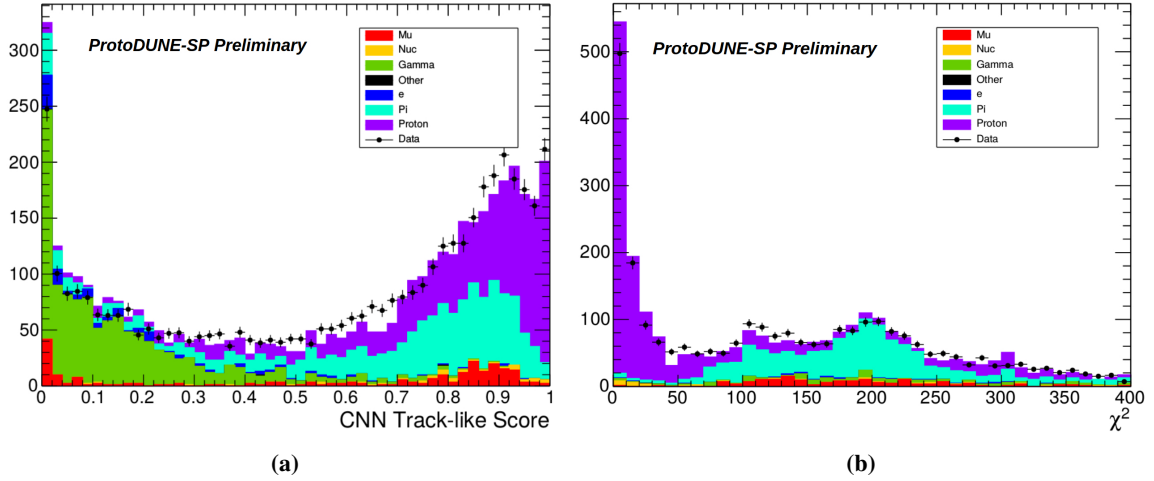 ProtoDUNE-SP Preliminary
Mu
Nuc
Gamma
Other
e
Pi
Proton
Data
300
250
200
150
100
50
0
0 0.1 0.2 0.3 0.4 0.5 0.6 0.7 0.8 0.9 1
CNN Track-like Score
(a)
ProtoDUNE-SP Preliminary
Mu
Nuc
Gamma
Other
e
Pi
Proton
Data
500
400
300
200
100
0
0 50 100 150 200 250 300 350 400
χ²
(b)